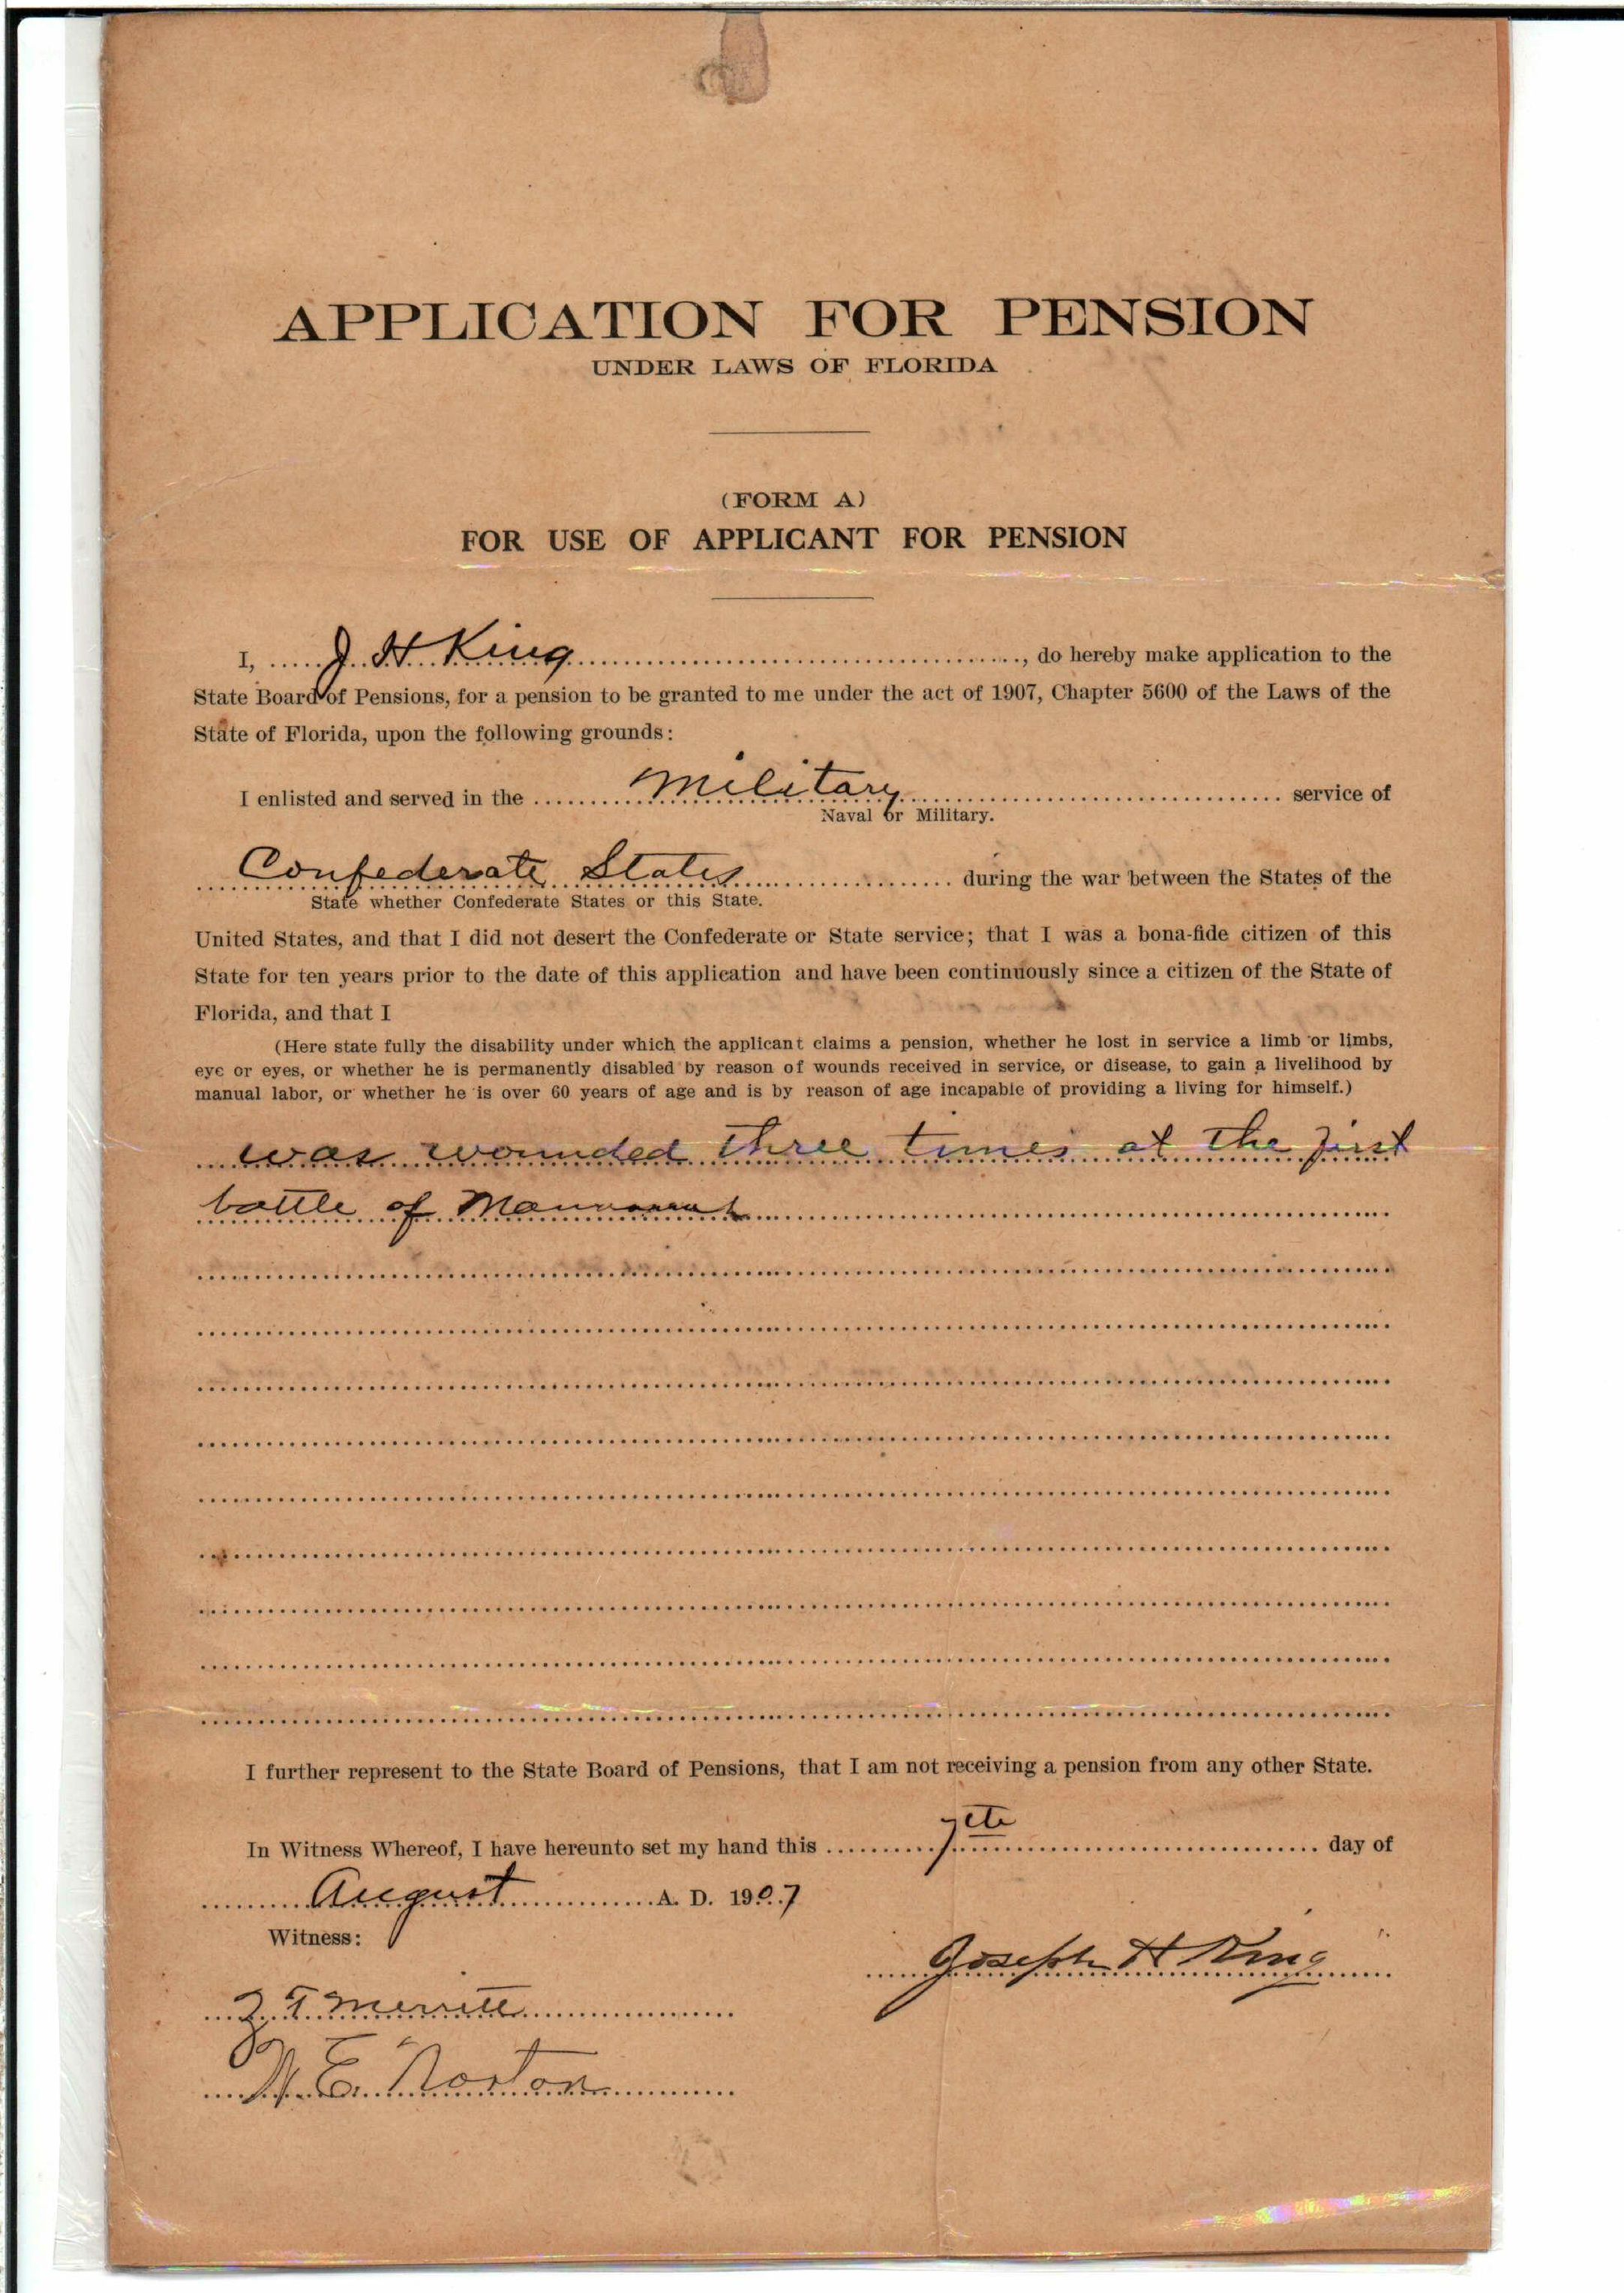 APPLICATION FOR PENSION
UNDER LAWS OF FLORIDA
(FORM A)
FOR USE OF APPLICANT FOR PENSION
I, J. H. King, do hereby make application to the
State Board of Pensions, for a pension to be granted to me under the act of 1907, Chapter 5600 of the Laws of the
State of Florida, upon the following grounds:
I enlisted and served in the Military service of
Naval or Military.
Confederate States during the war between the States of the
State whether Confederate States or this State.
United States, and that I did not desert the Confederate or State service; that I was a bona-fide citizen of this
State for ten years prior to the date of this application and have been continuously since a citizen of the State of
Florida, and that I
(Here state fully the disability under which the applicant claims a pension, whether he lost in service a limb or limbs,
eye or eyes, or whether he is permanently disabled by reason of wounds received in service, or disease, to gain a livelihood by
manual labor, or whether he is over 60 years of age and is by reason of age incapable of providing a living for himself.)
was wounded three times at the first
battle of
I further represent to the State Board of Pensions, that I am not receiving a pension from any other State.
In Witness Whereof, I have hereunto set my hand this 7th day of
August A. D. 1907
Witness:
Joseph H King
Z. T. Merritt
E. Norton